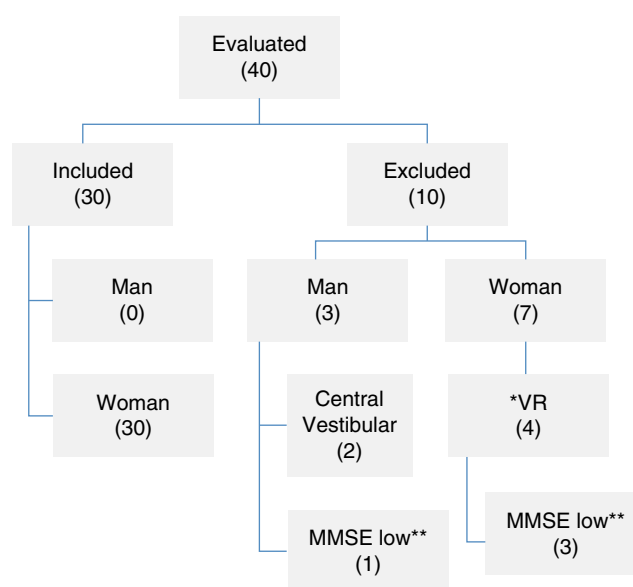 Evaluated
(40)
Included
(30)
Excluded
(10)
Man
(0)
Man
(3)
Woman
(7)
Woman
(30)
Central
Vestibular
(2)
*VR
(4)
MMSE low**
(1)
MMSE low**
(3)